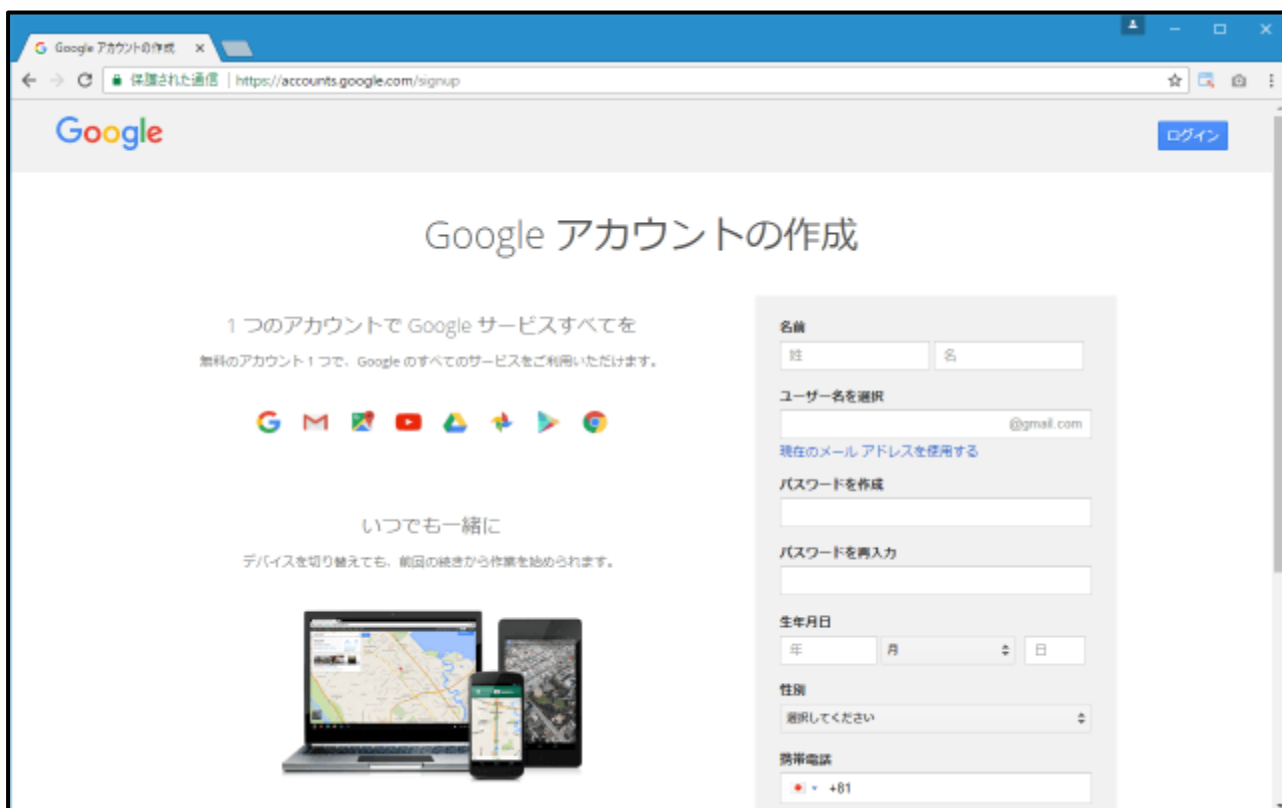 Google アカウントの作成
保護された通信 | https://accounts.google.com/signup
Google
ログイン
Google アカウントの作成
1 つのアカウントで Google サービスすべてを
無料のアカウント 1 つで、Google のすべてのサービスをご利用いただけます。
いつでも一緒に
デバイスを切り替えても、前回の続きから作業を始められます。
名前
姓 名
ユーザー名を選択
@gmail.com
現在のメール アドレスを使用する
パスワードを作成
パスワードを再入力
生年月日
年 月 日
性別
選択してください
携帯電話
+81